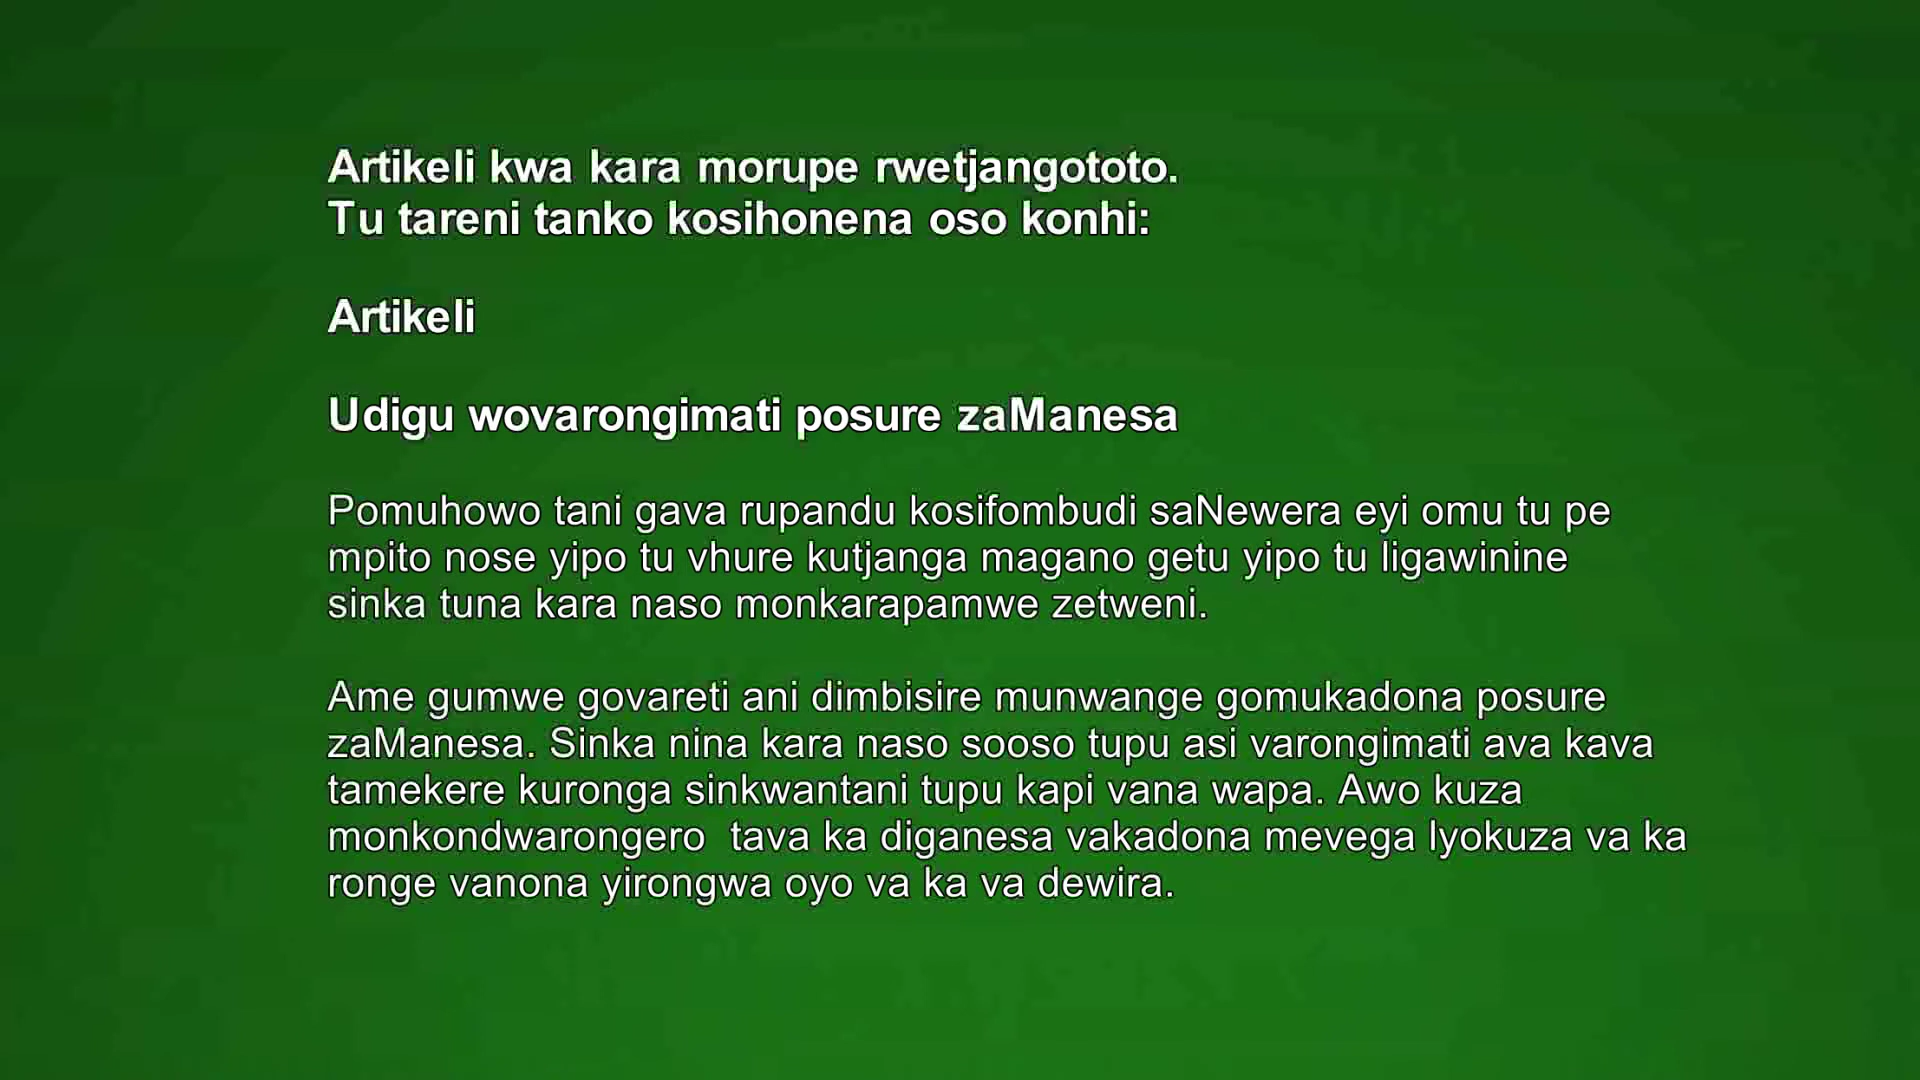 Artikeli kwa kara morupe rwetjangototo.
Tu tareni tanko kosihonena oso konhi:
Artikeli
Udigu wovarongimati posure zaManesa
Pomuhowo tani gava rupandu kosifombudi saNewera eyi omu tu pe
mpito nose yipo tu vhure kutjanga magano getu yipo tu ligawinine
sinka tuna kara naso monkarapamwe zetweni.
Ame gumwe govareti ani dimbisire munwange gomukadona posure
zaManesa. Sinka nina kara naso sooso tupu asi varongimati ava kava
tamekere kuronga sinkwantani tupu kapi vana wapa. Awo kuza
monkondwarongero tava ka diganesa vakadona mevega lyokuza va ka
ronge vanona yirongwa oyo va ka va dewira.